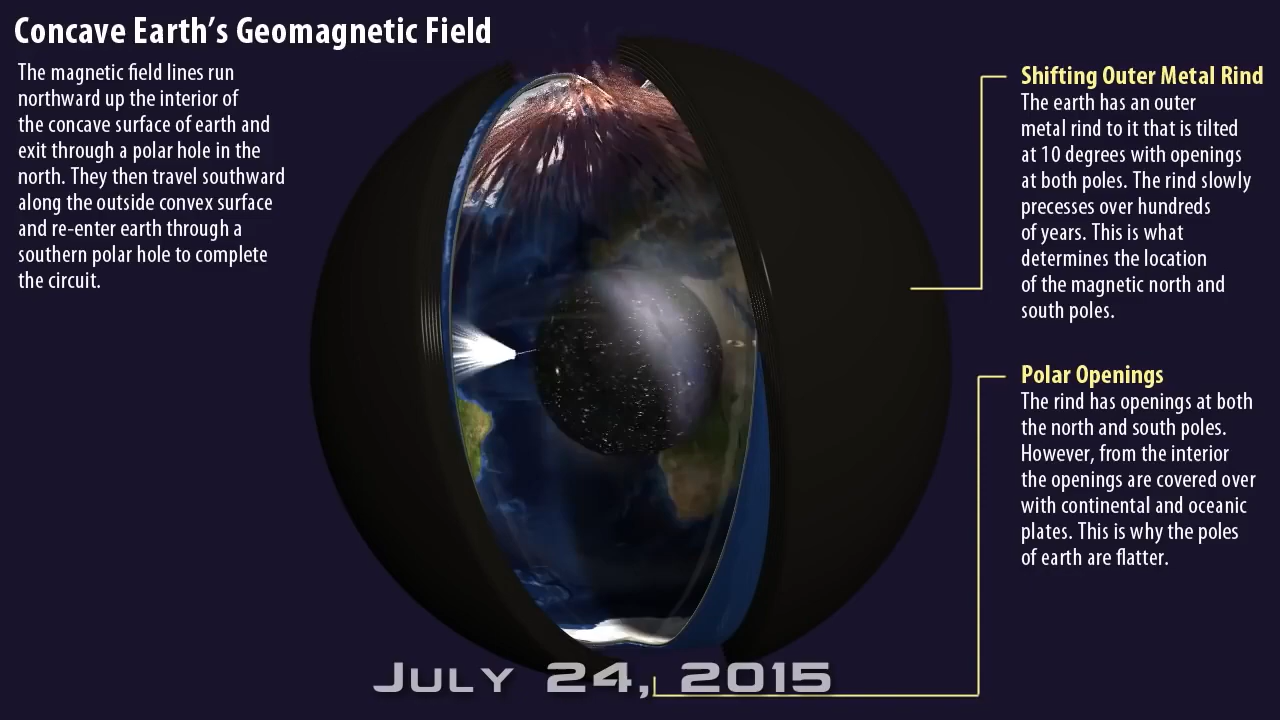 Concave Earth's Geomagnetic Field
The magnetic field lines run
northward up the interior of
the concave surface of earth and
exit through a polar hole in the
north. They then travel southward
along the outside convex surface
and re-enter earth through a
southern polar hole to complete
the circuit.
Shifting Outer Metal Rind
The earth has an outer
metal rind to it that is tilted
at 10 degrees with openings
at both poles. The rind slowly
precesses over hundreds
of years. This is what
determines the location
of the magnetic north and
south poles.
Polar Openings
The rind has openings at both
the north and south poles.
However, from the interior
the openings are covered over
with continental and oceanic
plates. This is why the poles
of earth are flatter.
July 24, 2015